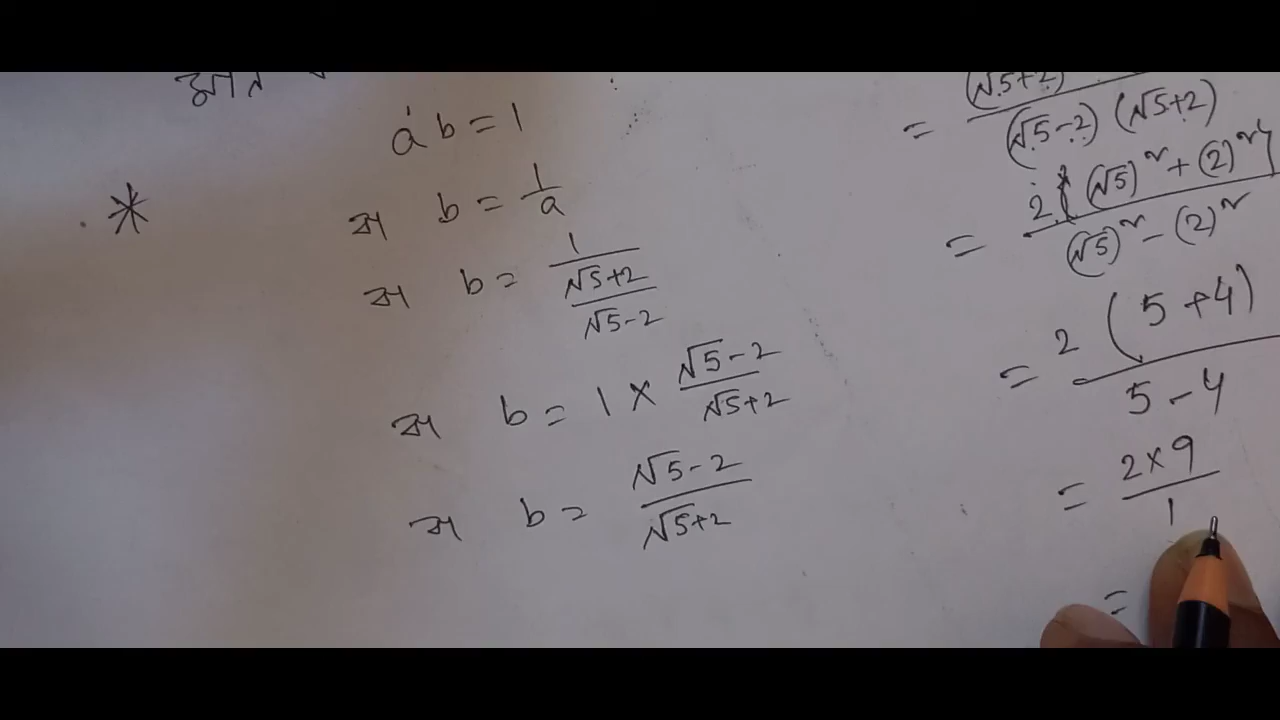 মান
ab = 1
বা b = 1/a
বা b = 1/((√5+2)/(√5-2))
বা b = 1 × (√5-2)/(√5+2)
বা b = (√5-2)/(√5+2)
*
= (√5+2) / (√5-2)(√5+2)
= 2{(√5)² + (2)²} / (√5)² - (2)²
= 2(5+4) / 5-4
= 2×9 / 1
=